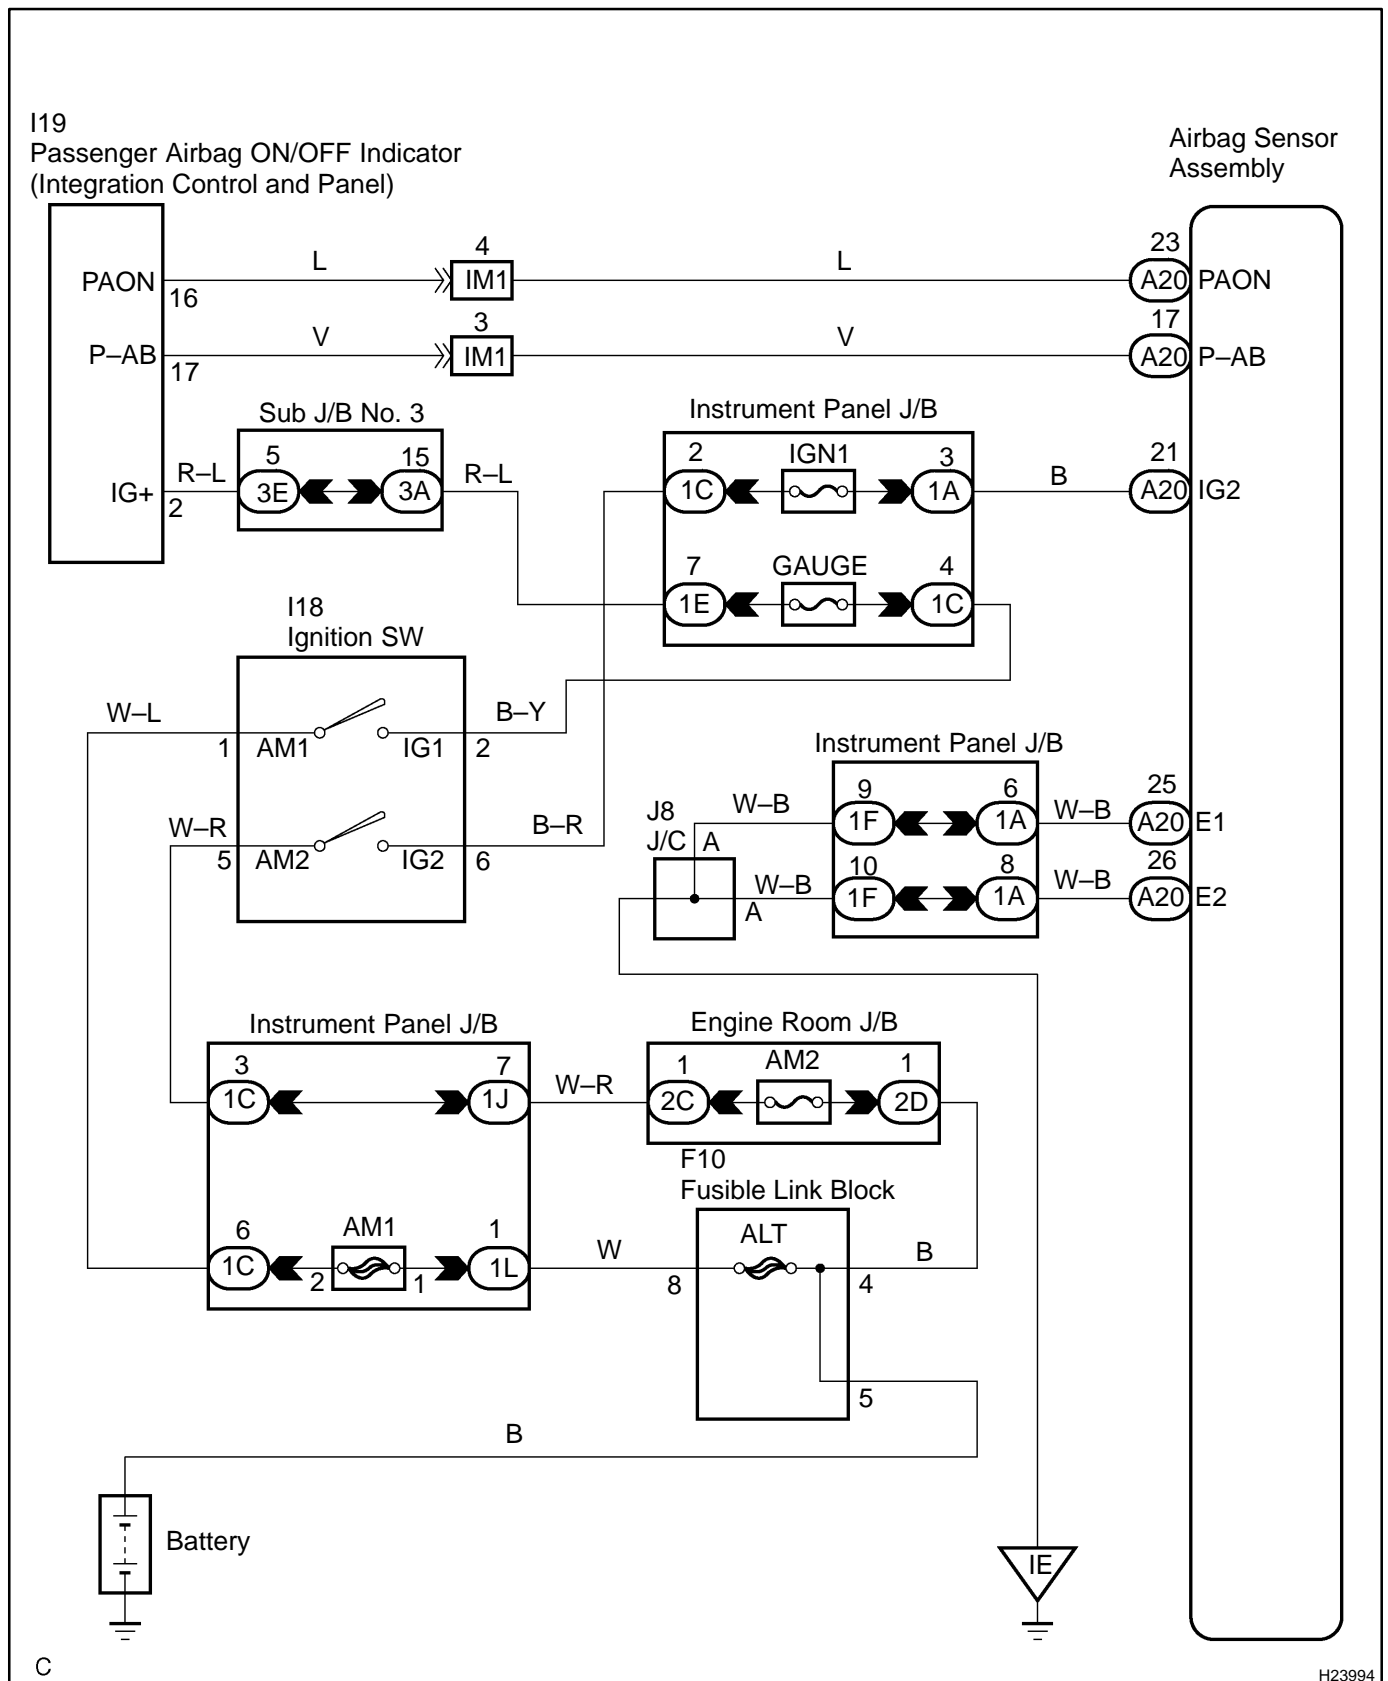 I19
Passenger Airbag ON/OFF Indicator
(Integration Control and Panel)
Airbag Sensor
Assembly
PAON
16
L
4
IM1
L
23
A20
PAON
P–AB
17
V
3
IM1
V
17
A20
P–AB
Sub J/B No. 3
Instrument Panel J/B
IG+
2
R–L
5
3E
15
3A
R–L
2
1C
IGN1
3
1A
B
21
A20
IG2
7
1E
GAUGE
4
1C
I18
Ignition SW
W–L
1
AM1
IG1
2
B–Y
W–R
5
AM2
IG2
6
B–R
Instrument Panel J/B
J8
J/C
A
W–B
9
1F
6
1A
W–B
25
A20
E1
A
W–B
10
1F
8
1A
W–B
26
A20
E2
Instrument Panel J/B
Engine Room J/B
3
1C
7
1J
W–R
1
2C
AM2
1
2D
F10
Fusible Link Block
6
1C
2
AM1
1
1
1L
W
8
ALT
4
B
5
B
Battery
IE
C
H23994